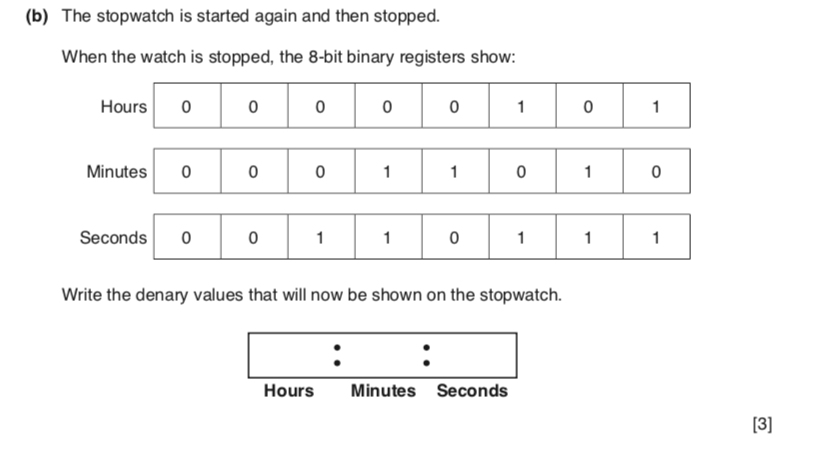 (b) The stopwatch is started again and then stopped.
When the watch is stopped, the 8-bit binary registers show:
Hours 0 0 0 0 0 1 0 1
Minutes 0 0 0 1 1 0 1 0
Seconds 0 0 1 1 0 1 1 1
Write the denary values that will now be shown on the stopwatch.
: :
Hours Minutes Seconds
[3]